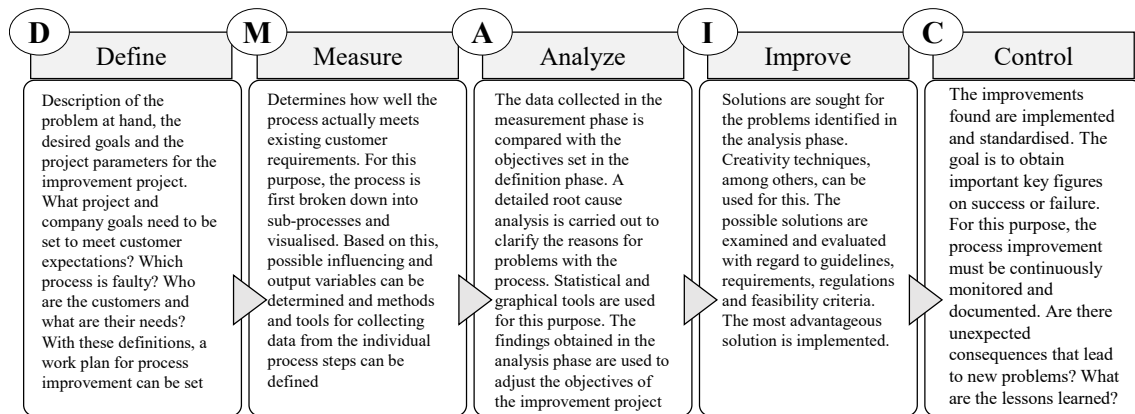 D
Define
Description of the
problem at hand, the
desired goals and the
project parameters for the
improvement project.
What project and
company goals need to be
set to meet customer
expectations? Which
process is faulty? Who
are the customers and
what are their needs?
With these definitions, a
work plan for process
improvement can be set
M
Measure
Determines how well the
process actually meets
existing customer
requirements. For this
purpose, the process is
first broken down into
sub-processes and
visualised. Based on this,
possible influencing and
output variables can be
determined and methods
and tools for collecting
data from the individual
process steps can be
defined
A
Analyze
The data collected in the
measurement phase is
compared with the
objectives set in the
definition phase. A
detailed root cause
analysis is carried out to
clarify the reasons for
problems with the
process. Statistical and
graphical tools are used
for this purpose. The
findings obtained in the
analysis phase are used to
adjust the objectives of
the improvement project
I
Improve
Solutions are sought for
the problems identified in
the analysis phase.
Creativity techniques,
among others, can be
used for this. The
possible solutions are
examined and evaluated
with regard to guidelines,
requirements, regulations
and feasibility criteria.
The most advantageous
solution is implemented.
C
Control
The improvements
found are implemented
and standardised. The
goal is to obtain
important key figures
on success or failure.
For this purpose, the
process improvement
must be continuously
monitored and
documented. Are there
unexpected
consequences that lead
to new problems? What
are the lessons learned?